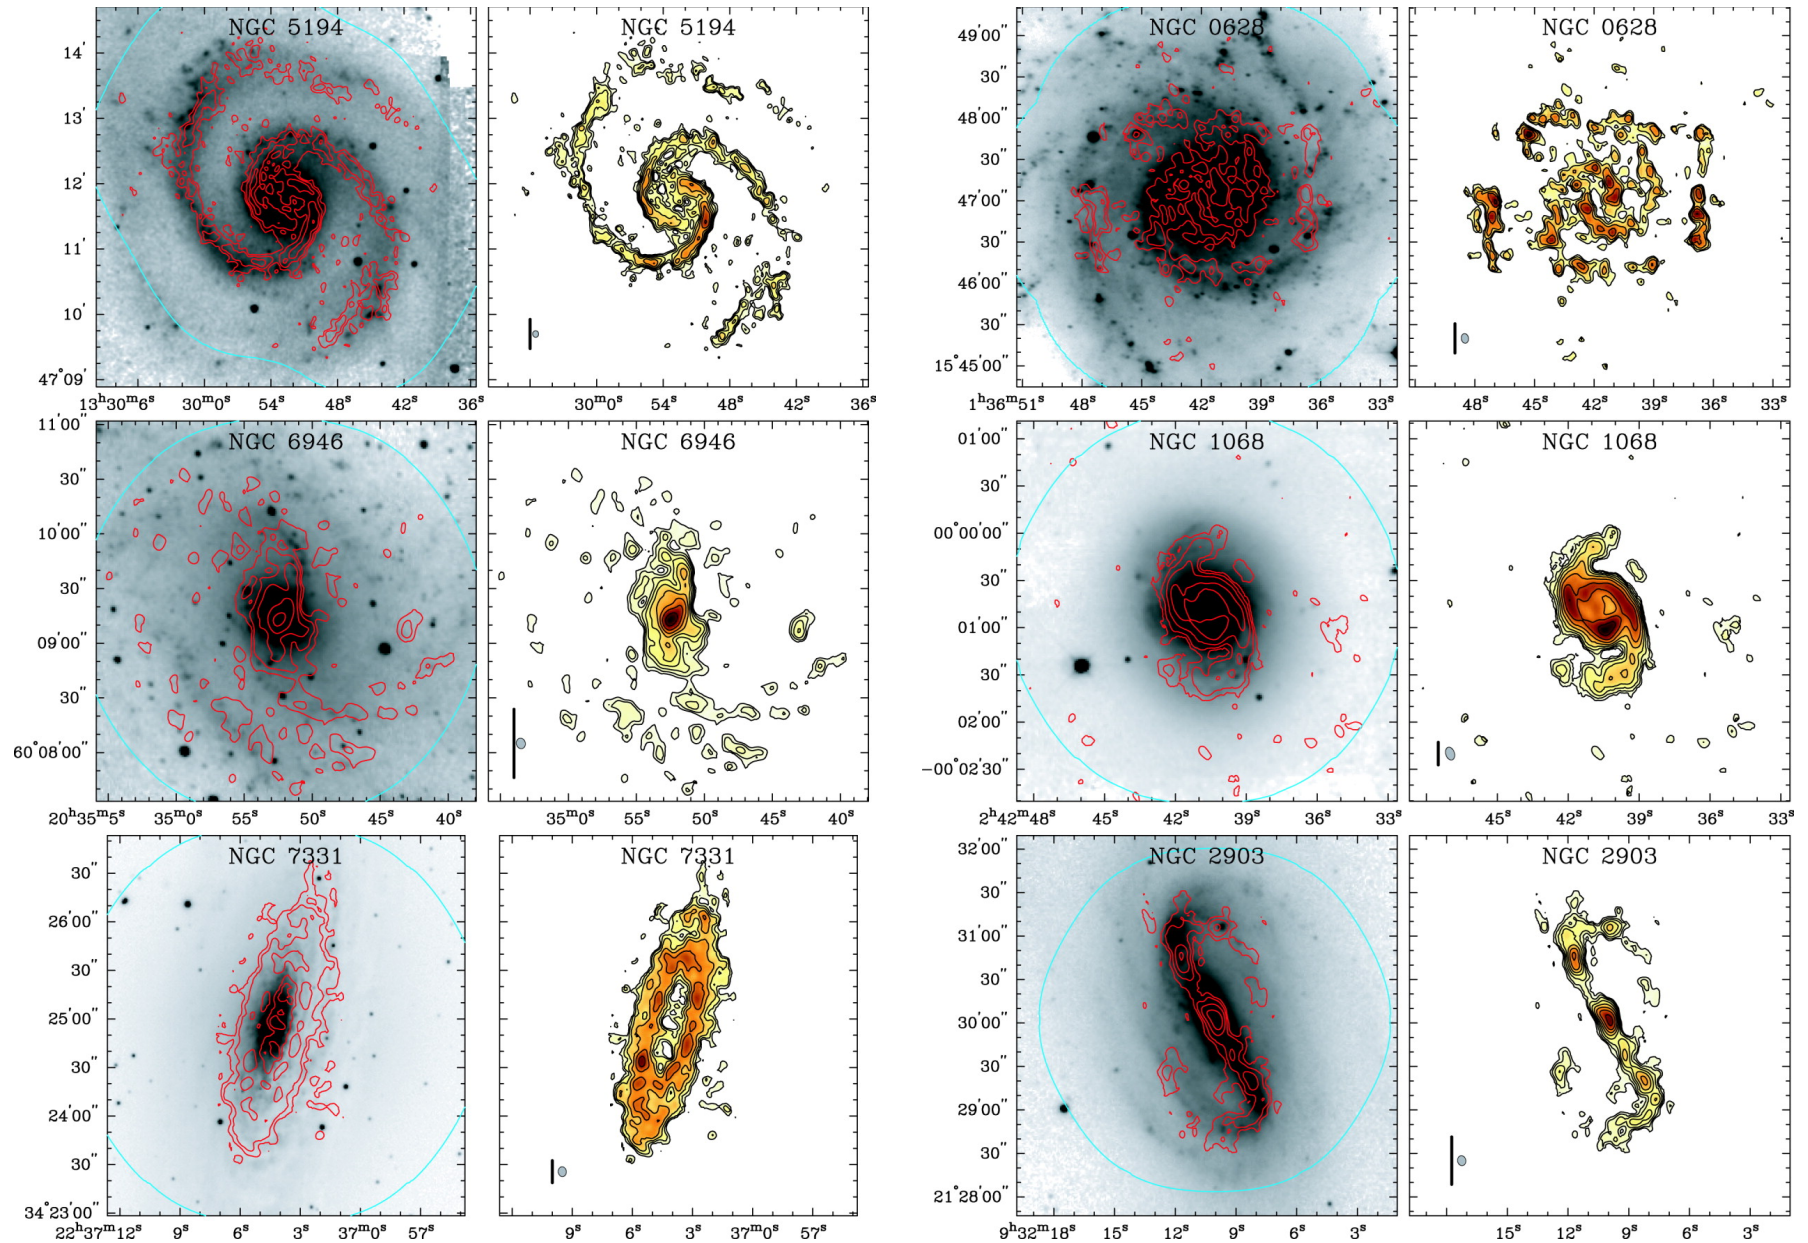 NGC 5194
NGC 5194
NGC 0628
NGC 0628
14'
13'
12'
11'
10'
47°09'
49'00"
30"
48'00"
30"
47'00"
30"
46'00"
30"
15°45'00"
13ʰ30ᵐ6ˢ 30ᵐ0ˢ 54ˢ 48ˢ 42ˢ 36ˢ
30ᵐ0ˢ 54ˢ 48ˢ 42ˢ 36ˢ
1ʰ36ᵐ51ˢ 48ˢ 45ˢ 42ˢ 39ˢ 36ˢ 33ˢ
48ˢ 45ˢ 42ˢ 39ˢ 36ˢ 33ˢ
NGC 6946
NGC 6946
NGC 1068
NGC 1068
11'00"
30"
10'00"
30"
09'00"
30"
60°08'00"
01'00"
30"
00°00'00"
30"
01'00"
30"
02'00"
−00°02'30"
20ʰ35ᵐ5ˢ 35ᵐ0ˢ 55ˢ 50ˢ 45ˢ 40ˢ
35ᵐ0ˢ 55ˢ 50ˢ 45ˢ 40ˢ
2ʰ42ᵐ48ˢ 45ˢ 42ˢ 39ˢ 36ˢ 33ˢ
45ˢ 42ˢ 39ˢ 36ˢ 33ˢ
NGC 7331
NGC 7331
NGC 2903
NGC 2903
30"
26'00"
30"
25'00"
30"
24'00"
30"
34°23'00"
32'00"
30"
31'00"
30"
30'00"
30"
29'00"
30"
21°28'00"
22ʰ37ᵐ12ˢ 9ˢ 6ˢ 3ˢ 37ᵐ0ˢ 57ˢ
9ˢ 6ˢ 3ˢ 37ᵐ0ˢ 57ˢ
9ʰ32ᵐ18ˢ 15ˢ 12ˢ 9ˢ 6ˢ 3ˢ
15ˢ 12ˢ 9ˢ 6ˢ 3ˢ